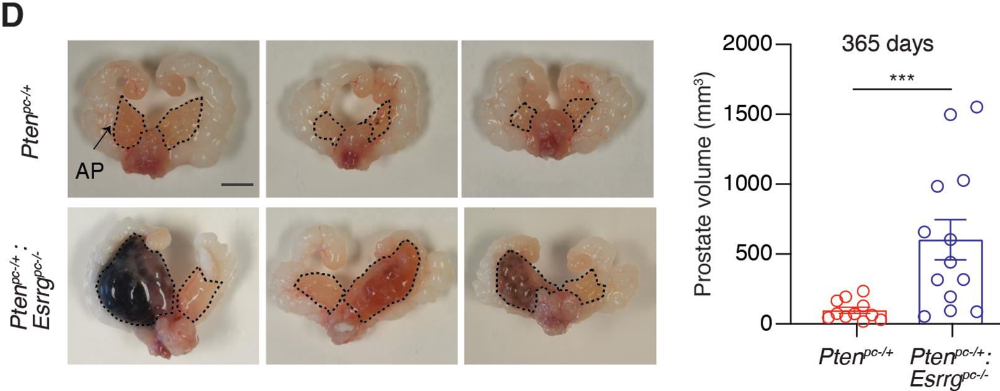 D
Pten^pc-/+
AP
Pten^pc-/+ :
Esrrg^pc-/-
365 days
***
Prostate volume (mm³)
2000
1500
1000
500
0
Pten^pc-/+
Pten^pc-/+ :
Esrrg^pc-/-